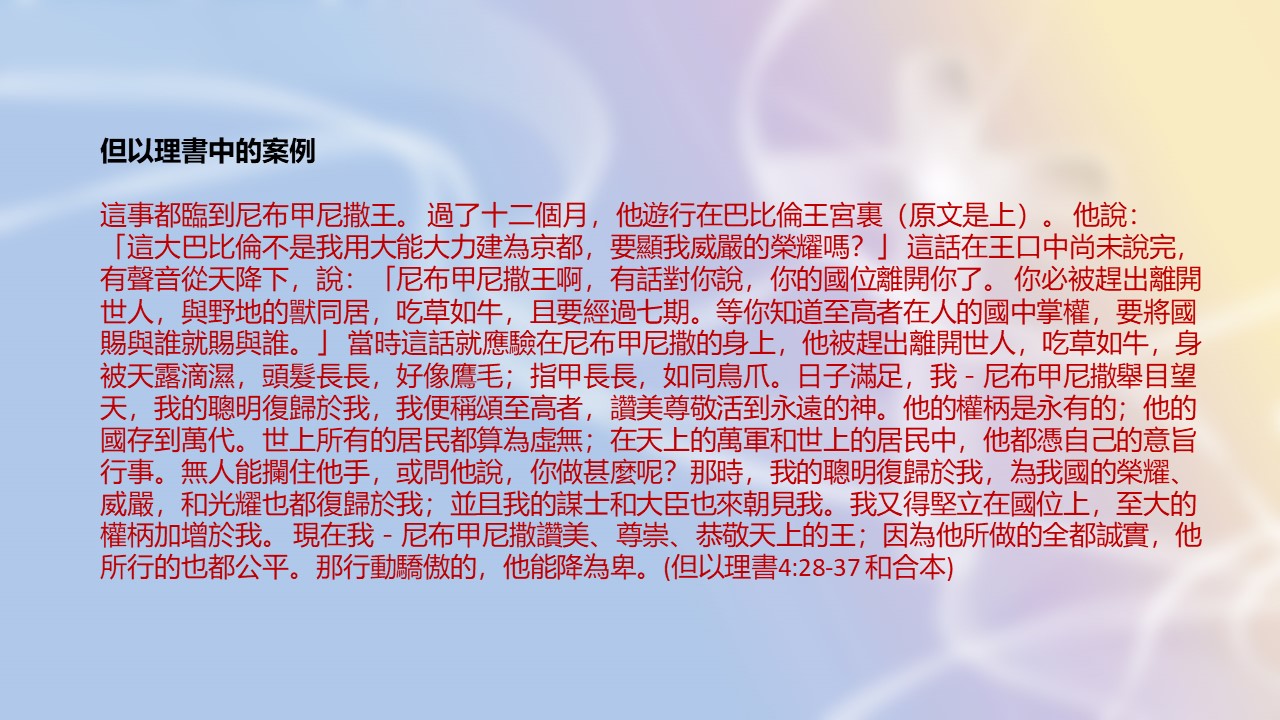 但以理書中的案例
這事都臨到尼布甲尼撒王。 過了十二個月，他遊行在巴比倫王宮裏（原文是上）。 他說：
「這大巴比倫不是我用大能大力建為京都，要顯我威嚴的榮耀嗎？」 這話在王口中尚未說完，
有聲音從天降下，說：「尼布甲尼撒王啊，有話對你說，你的國位離開你了。 你必被趕出離開
世人，與野地的獸同居，吃草如牛，且要經過七期。等你知道至高者在人的國中掌權，要將國
賜與誰就賜與誰。」 當時這話就應驗在尼布甲尼撒的身上，他被趕出離開世人，吃草如牛，身
被天露滴濕，頭髮長長，好像鷹毛；指甲長長，如同鳥爪。日子滿足，我－尼布甲尼撒舉目望
天，我的聰明復歸於我，我便稱頌至高者，讚美尊敬活到永遠的神。他的權柄是永有的；他的
國存到萬代。世上所有的居民都算為虛無；在天上的萬軍和世上的居民中，他都憑自己的意旨
行事。無人能攔住他手，或問他說，你做甚麼呢？那時，我的聰明復歸於我，為我國的榮耀、
威嚴，和光耀也都復歸於我；並且我的謀士和大臣也來朝見我。我又得堅立在國位上，至大的
權柄加增於我。 現在我－尼布甲尼撒讚美、尊崇、恭敬天上的王；因為他所做的全都誠實，他
所行的也都公平。那行動驕傲的，他能降為卑。(但以理書4:28-37 和合本)